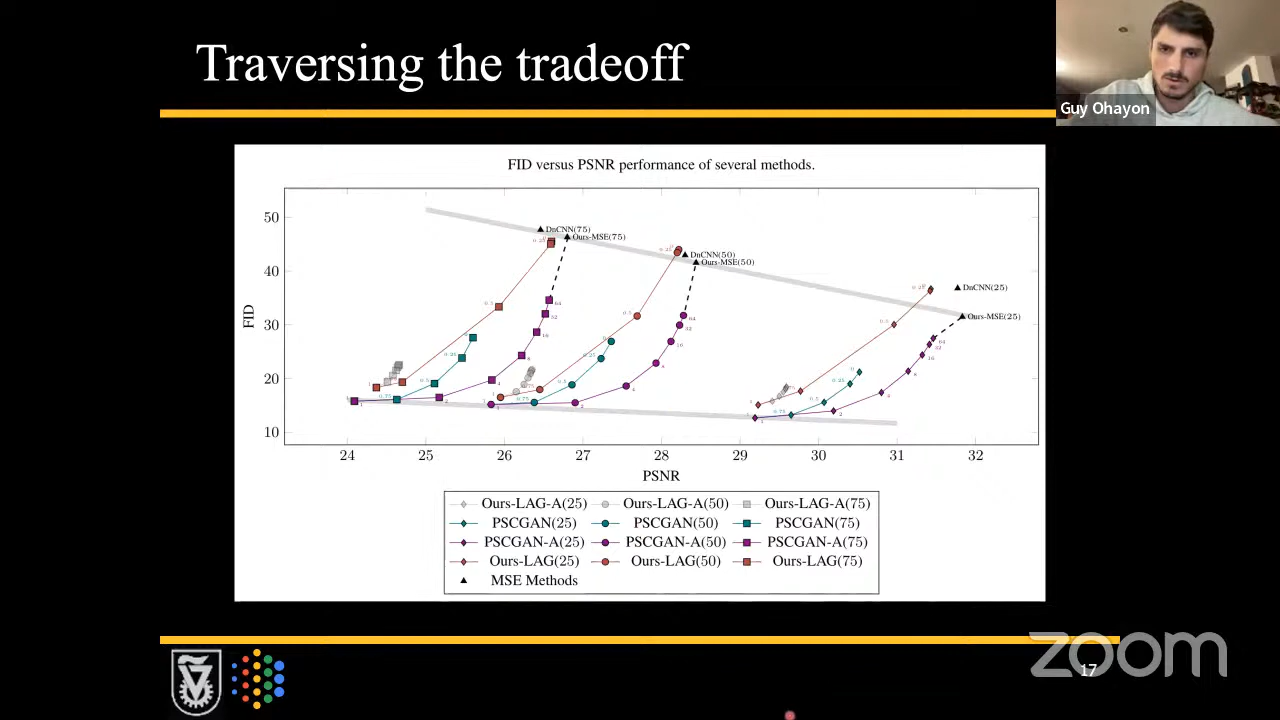 Traversing the tradeoff
Guy Ohayon
FID versus PSNR performance of several methods.
FID
50
40
30
20
10
DnCNN(75)
Ours-MSE(75)
DnCNN(50)
Ours-MSE(50)
DnCNN(25)
Ours-MSE(25)
24 25 26 27 28 29 30 31 32
PSNR
Ours-LAG-A(25) Ours-LAG-A(50) Ours-LAG-A(75)
PSCGAN(25) PSCGAN(50) PSCGAN(75)
PSCGAN-A(25) PSCGAN-A(50) PSCGAN-A(75)
Ours-LAG(25) Ours-LAG(50) Ours-LAG(75)
MSE Methods
zoom
17